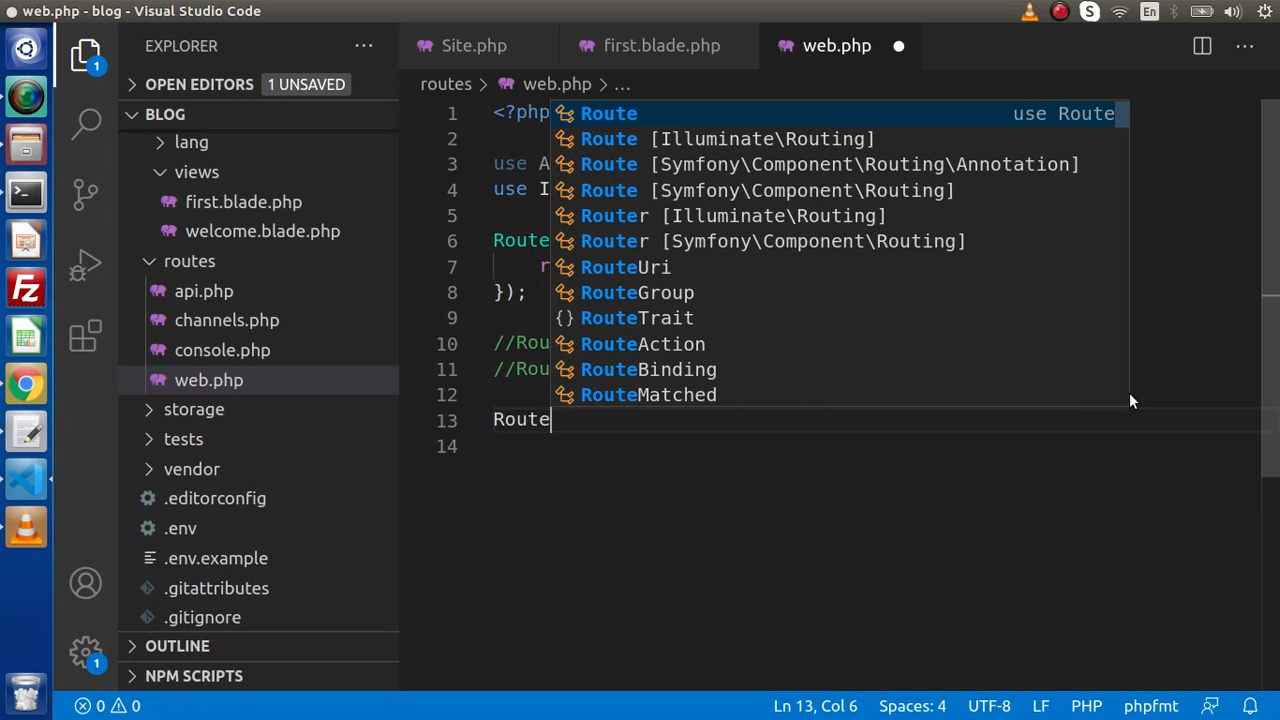 web.php - blog - Visual Studio Code
En
EXPLORER
Site.php
first.blade.php
web.php
OPEN EDITORS 1 UNSAVED
routes > web.php > ...
BLOG
lang
views
first.blade.php
welcome.blade.php
routes
api.php
channels.php
console.php
web.php
storage
tests
vendor
.editorconfig
.env
.env.example
.gitattributes
.gitignore
OUTLINE
NPM SCRIPTS
1
1
1 <?php
2
3 use A
4 use I
5
6 Route
7 r
8 });
9
10 //Rou
11 //Rou
12
13 Route
14
Route use Route
Route [Illuminate\Routing]
Route [Symfony\Component\Routing\Annotation]
Route [Symfony\Component\Routing]
Router [Illuminate\Routing]
Router [Symfony\Component\Routing]
RouteUri
RouteGroup
{} RouteTrait
RouteAction
RouteBinding
RouteMatched
0 0
Ln 13, Col 6 Spaces: 4 UTF-8 LF PHP phpfmt